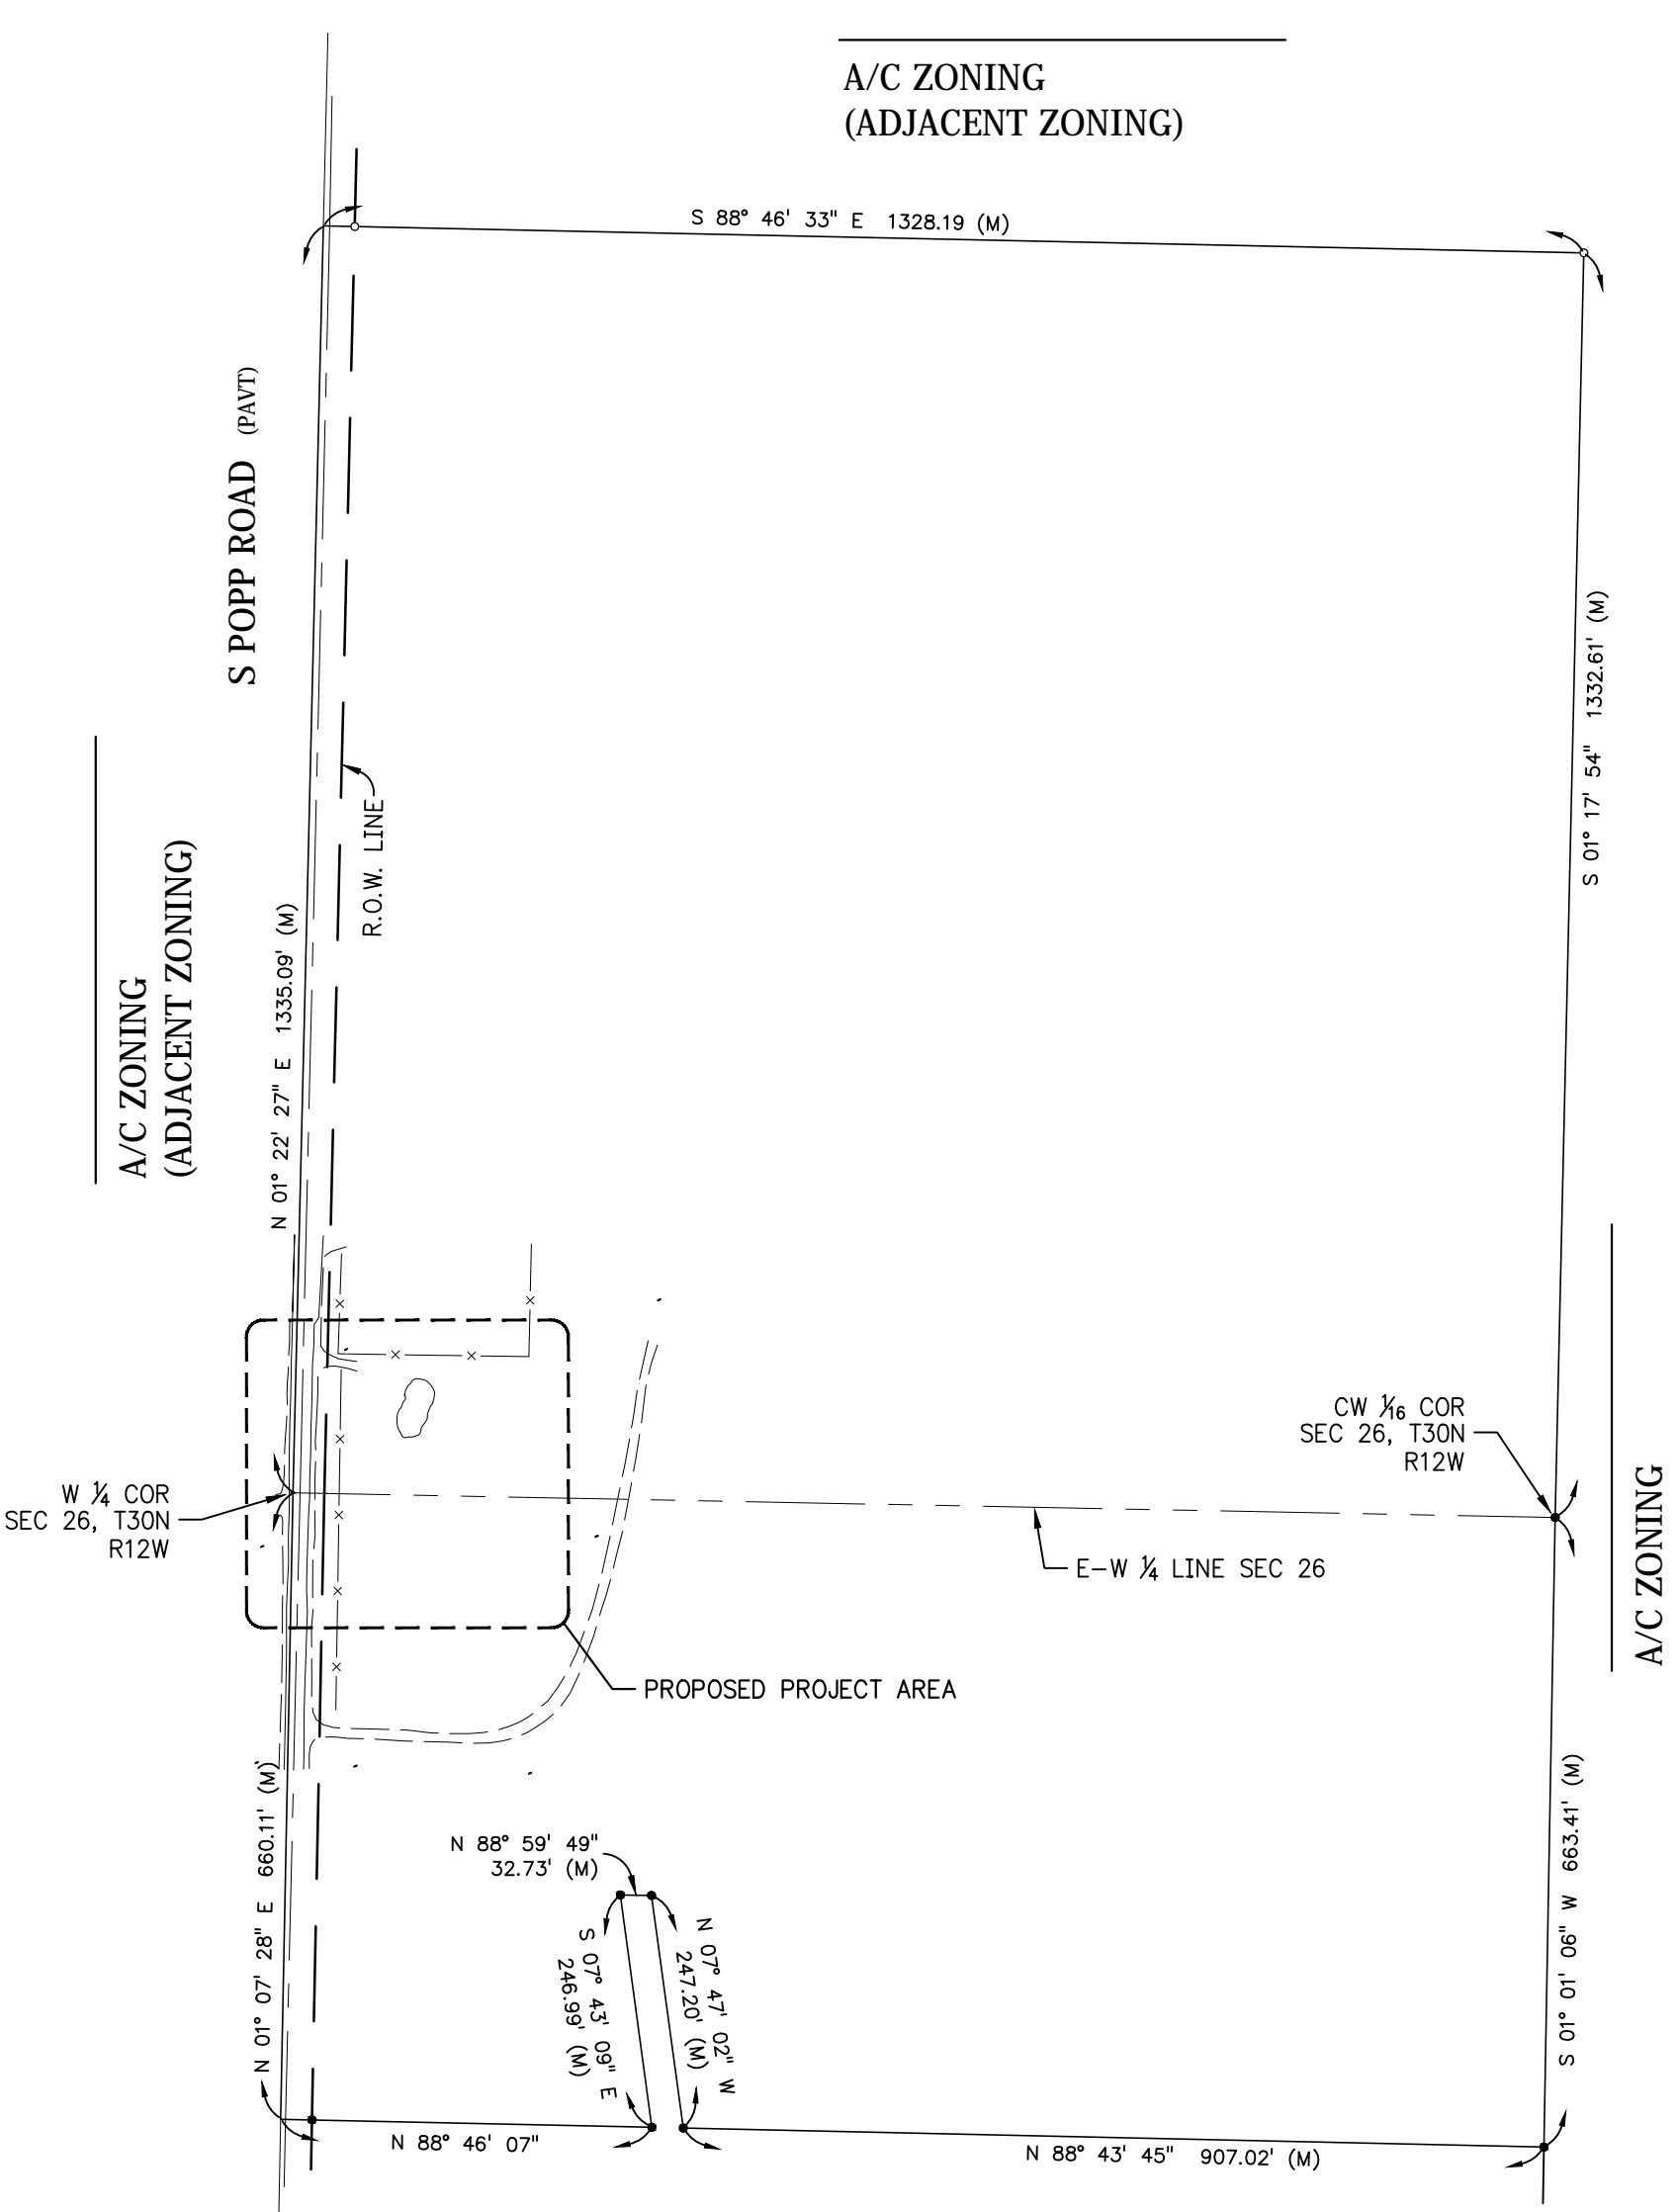 A/C ZONING
(ADJACENT ZONING)
S 88° 46' 33" E 1328.19 (M)
S POPP ROAD (PAVT)
R.O.W. LINE
S 01° 17' 54" 1332.61' (M)
A/C ZONING
(ADJACENT ZONING)
N 01° 22' 27" E 1335.09' (M)
CW 1/16 COR
SEC 26, T30N
R12W
W 1/4 COR
SEC 26, T30N
R12W
E-W 1/4 LINE SEC 26
A/C ZONING
PROPOSED PROJECT AREA
N 01° 07' 28" E 660.11' (M)
N 88° 59' 49"
32.73' (M)
S 07° 43' 09" E
246.99' (M)
N 07° 47' 02" W
247.20' (M)
S 01° 01' 06" W 663.41' (M)
N 88° 46' 07"
N 88° 43' 45" 907.02' (M)